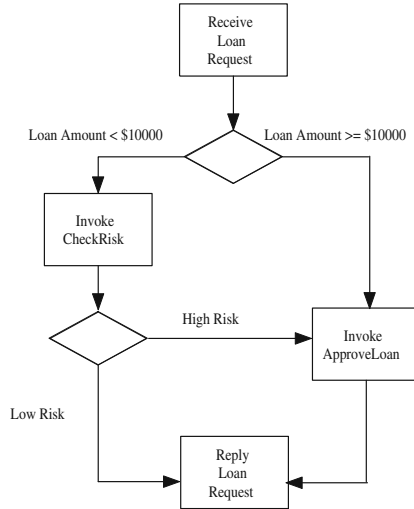 Receive
Loan
Request
Loan Amount < $10000
Loan Amount >= $10000
Invoke
CheckRisk
High Risk
Invoke
ApproveLoan
Low Risk
Reply
Loan
Request